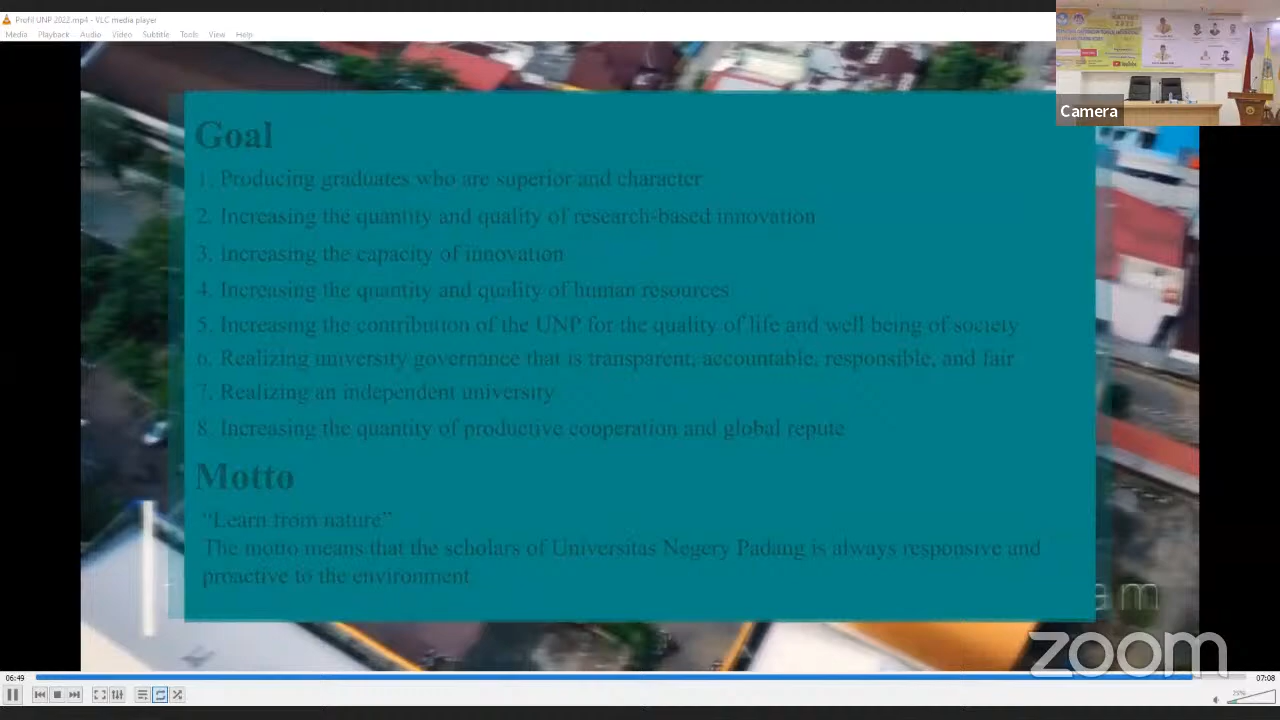 Profil UNP 2022.mp4 - VLC media player
Media Playback Audio Video Subtitle Tools View Help
Camera
Goal
1. Producing graduates who are superior and character
2. Increasing the quantity and quality of research-based innovation
3. Increasing the capacity of innovation
4. Increasing the quantity and quality of human resources
5. Increasing the contribution of the UNP for the quality of life and well being of society
6. Realizing university governance that is transparent, accountable, responsible, and fair
7. Realizing an independent university
8. Increasing the quantity of productive cooperation and global repute
Motto
“Learn from nature”
The motto means that the scholars of Universitas Negery Padang is always responsive and
proactive to the environment
am
zoom
06:49
07:08